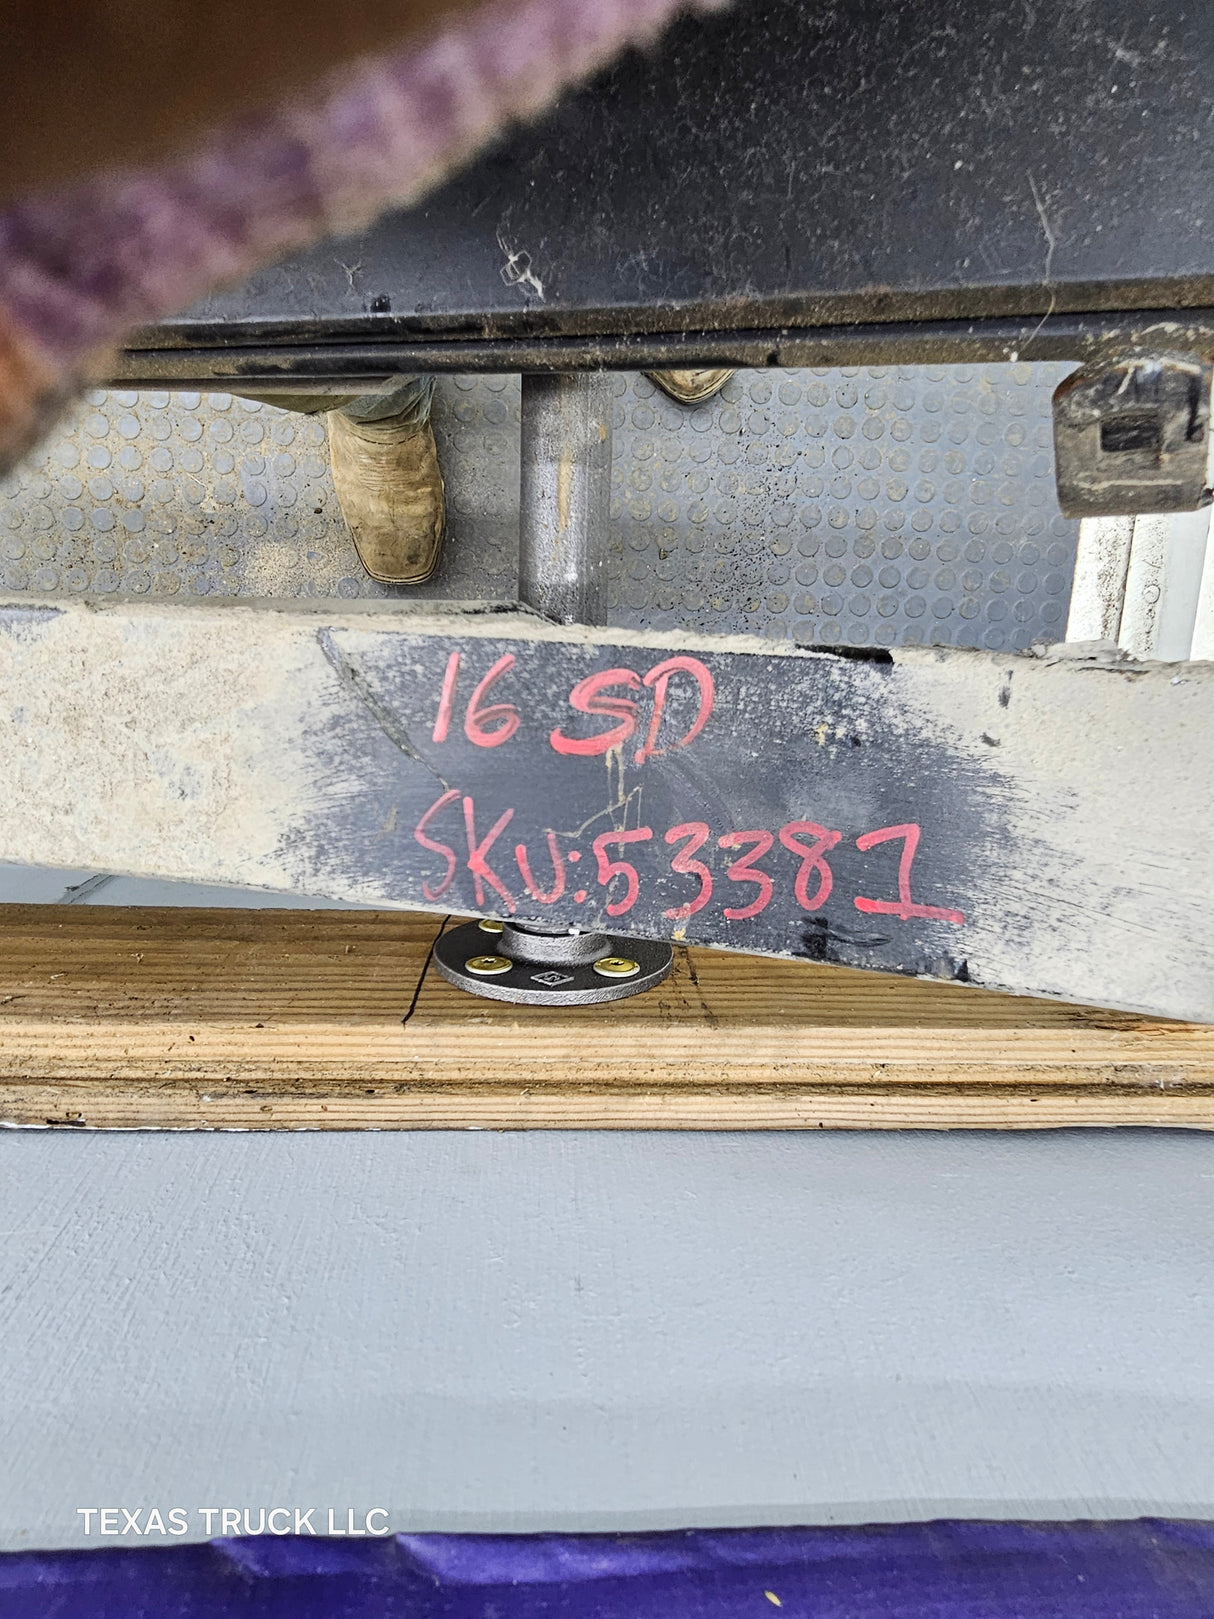 16 SD
SKU:53381
TEXAS TRUCK LLC